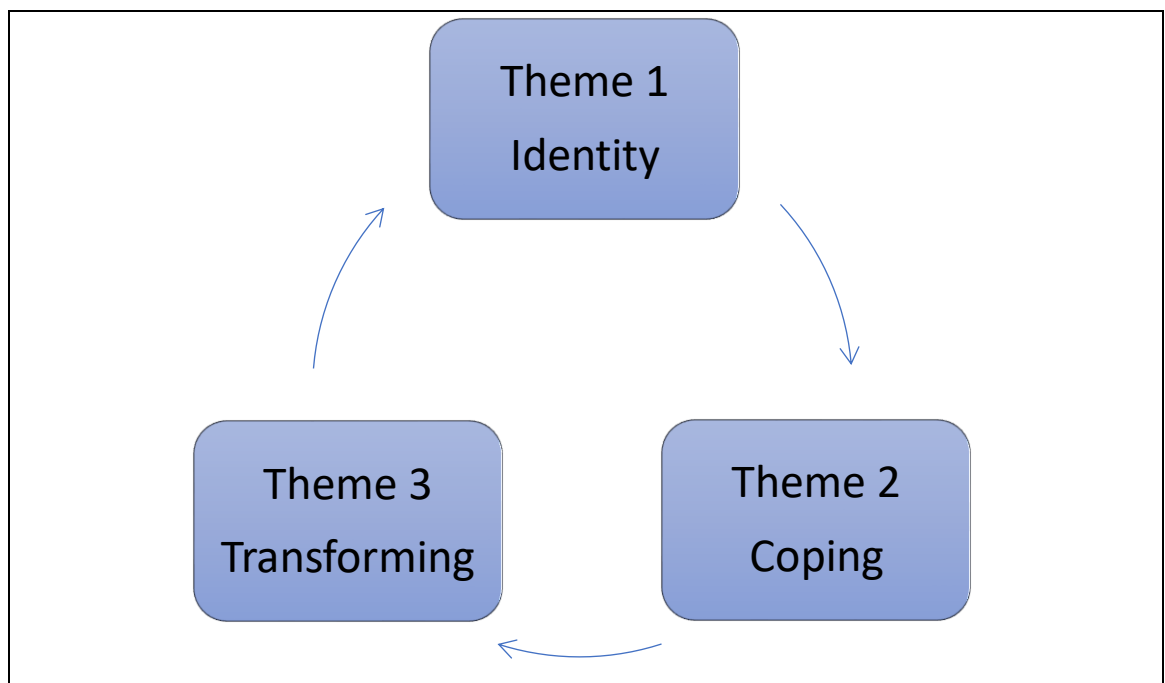 Theme 1
Identity
Theme 2
Coping
Theme 3
Transforming